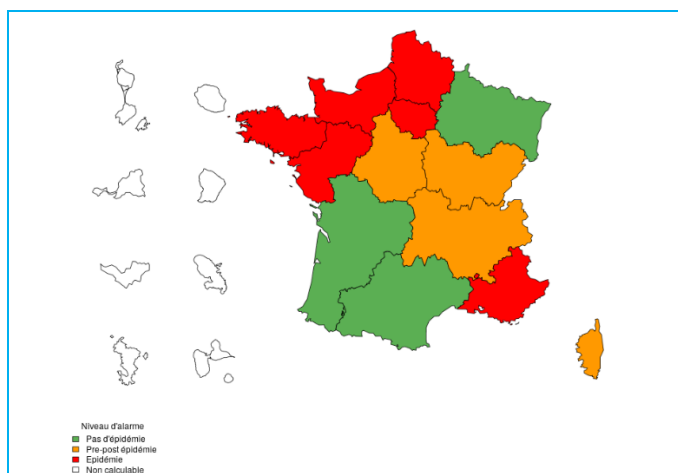 Niveau d'alarme
Pas d'épidémie
Pre-post épidémie
Epidémie
Non calculable